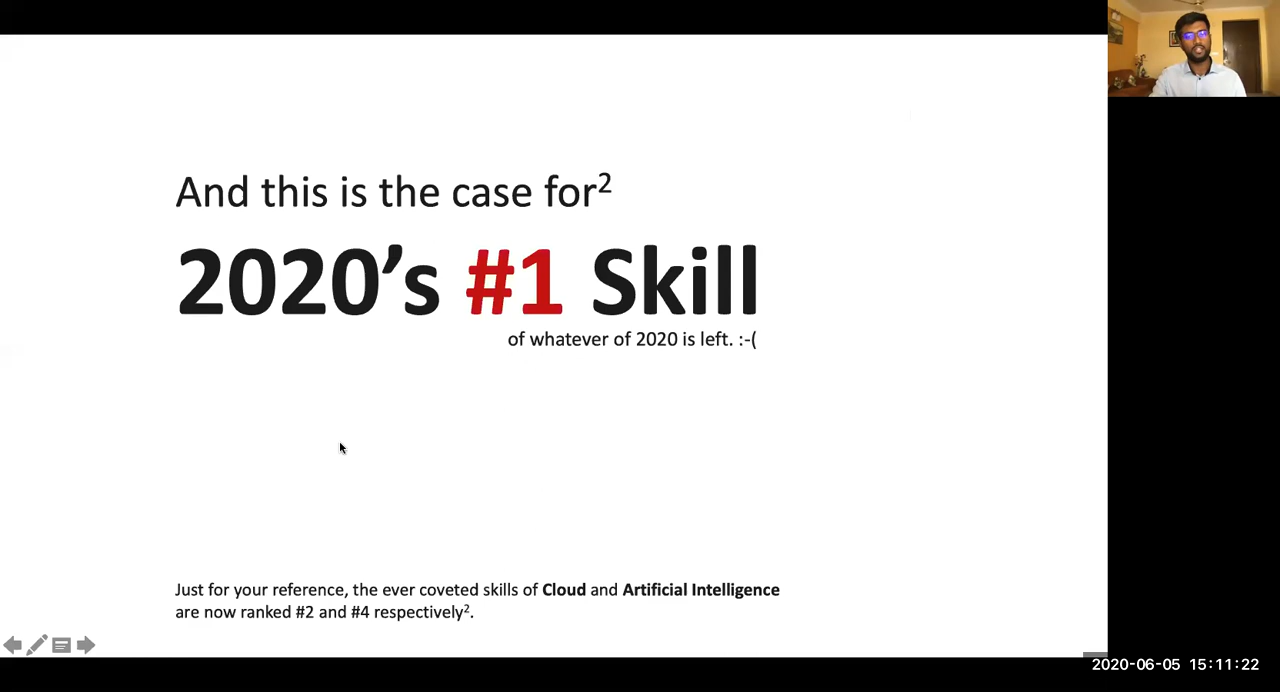 And this is the case for²
2020’s #1 Skill
of whatever of 2020 is left. :-(
Just for your reference, the ever coveted skills of Cloud and Artificial Intelligence
are now ranked #2 and #4 respectively².
2020-06-05 15:11:22